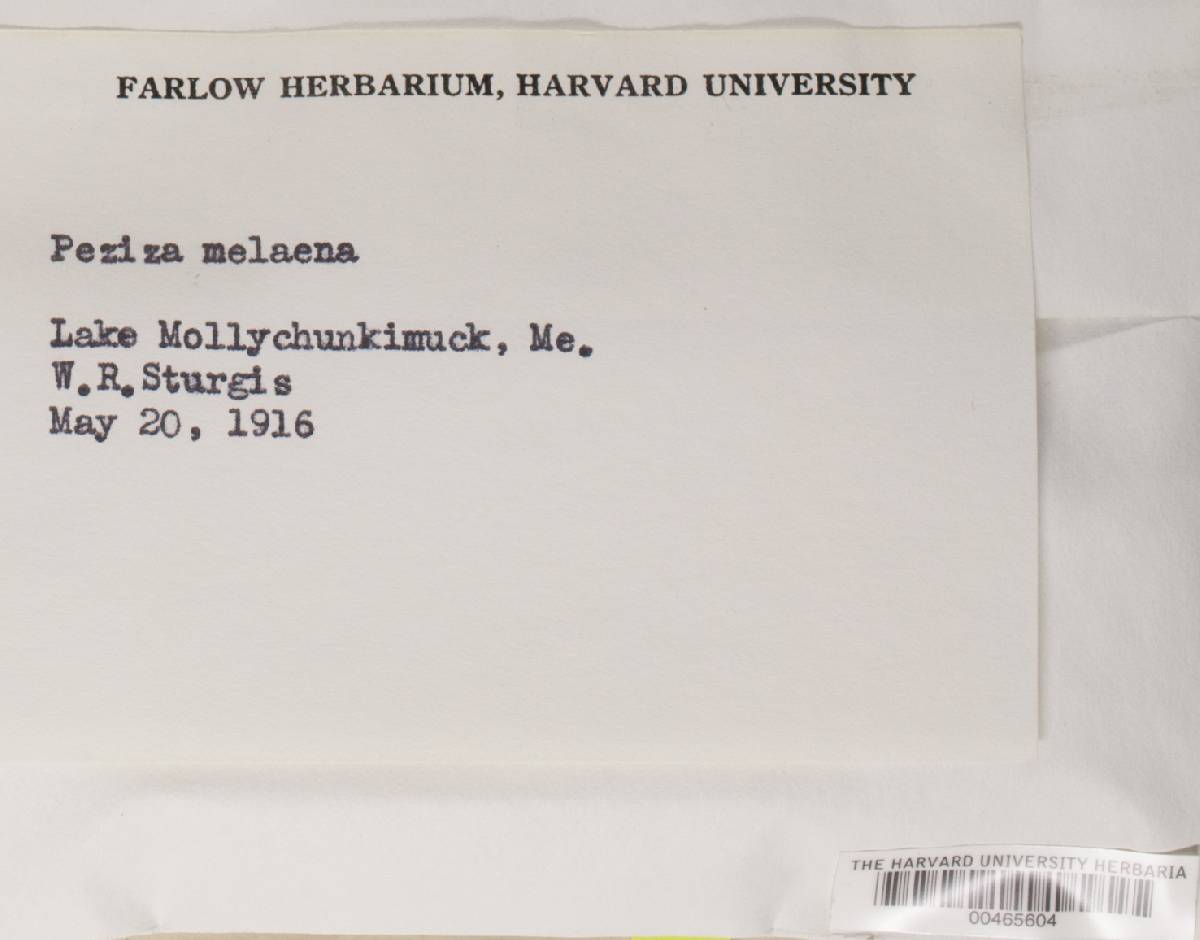 FARLOW HERBARIUM, HARVARD UNIVERSITY
Peziza melaena
Lake Mollychunkimuck, Me.
W.R.Sturgis
May 20, 1916
THE HARVARD UNIVERSITY HERBARIA
00465604